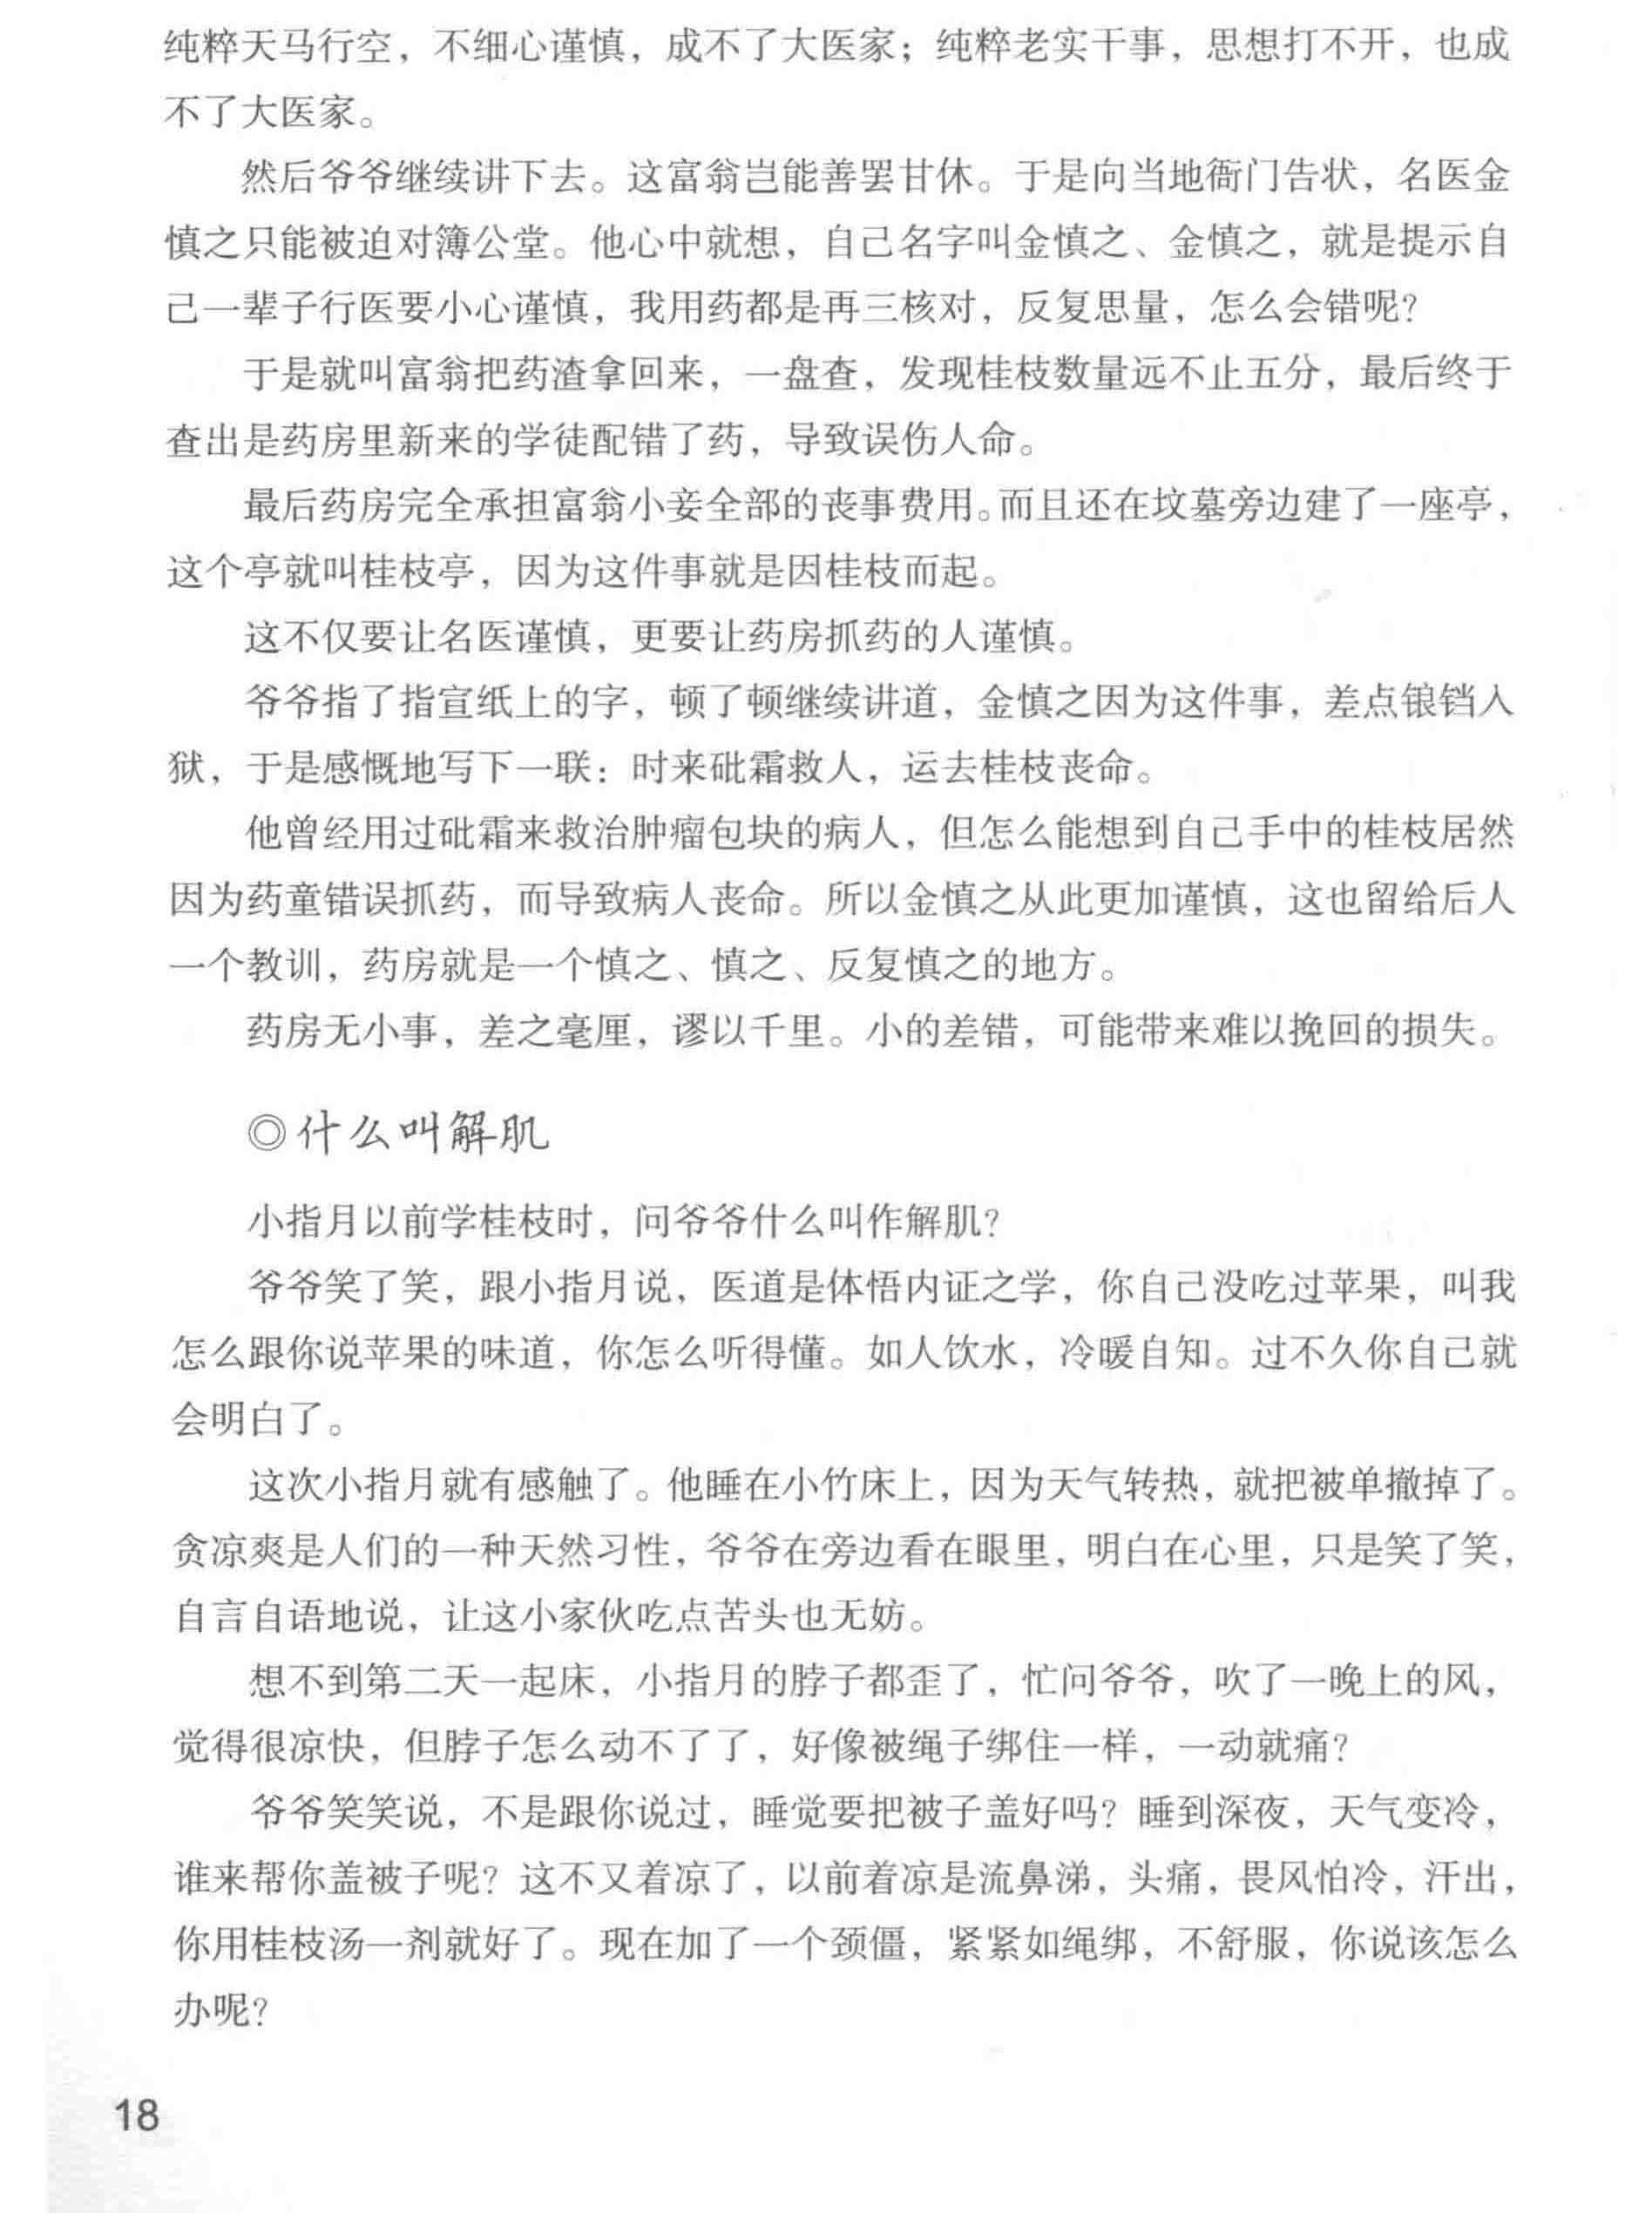 纯粹天马行空，不细心谨慎，成不了大医家；纯粹老实干事，思想打不开，也成
不了大医家。
然后爷爷继续讲下去。这富翁岂能善罢甘休。于是向当地衙门告状，名医金
慎之只能被迫对簿公堂。他心中就想，自己名字叫金慎之、金慎之，就是提示自
己一辈子行医要小心谨慎，我用药都是再三核对，反复思量，怎么会错呢？
于是就叫富翁把药渣拿回来，一盘查，发现桂枝数量远不止五分，最后终于
查出是药房里新来的学徒配错了药，导致误伤人命。
最后药房完全承担富翁小妾全部的丧事费用。而且还在坟墓旁边建了一座亭，
这个亭就叫桂枝亭，因为这件事就是因桂枝而起。
这不仅要让名医谨慎，更要让药房抓药的人谨慎。
爷爷指了指宣纸上的字，顿了顿继续讲道，金慎之因为这件事，差点锒铛入
狱，于是感慨地写下一联：时来砒霜救人，运去桂枝丧命。
他曾经用过砒霜来救治肿瘤包块的病人，但怎么能想到自己手中的桂枝居然
因为药童错误抓药，而导致病人丧命。所以金慎之从此更加谨慎，这也留给后人
一个教训，药房就是一个慎之、慎之、反复慎之的地方。
药房无小事，差之毫厘，谬以千里。小的差错，可能带来难以挽回的损失。
◎什么叫解肌
小指月以前学桂枝时，问爷爷什么叫作解肌？
爷爷笑了笑，跟小指月说，医道是体悟内证之学，你自己没吃过苹果，叫我
怎么跟你说苹果的味道，你怎么听得懂。如人饮水，冷暖自知。过不久你自己就
会明白了。
这次小指月就有感触了。他睡在小竹床上，因为天气转热，就把被单撤掉了。
贪凉爽是人们的一种天然习性，爷爷在旁边看在眼里，明白在心里，只是笑了笑，
自言自语地说，让这小家伙吃点苦头也无妨。
想不到第二天一起床，小指月的脖子都歪了，忙问爷爷，吹了一晚上的风，
觉得很凉快，但脖子怎么动不了了，好像被绳子绑住一样，一动就痛？
爷爷笑笑说，不是跟你说过，睡觉要把被子盖好吗？睡到深夜，天气变冷，
谁来帮你盖被子呢？这不又着凉了，以前着凉是流鼻涕，头痛，畏风怕冷，汗出，
你用桂枝汤一剂就好了。现在加了一个颈僵，紧紧如绳绑，不舒服，你说该怎么
办呢？
18